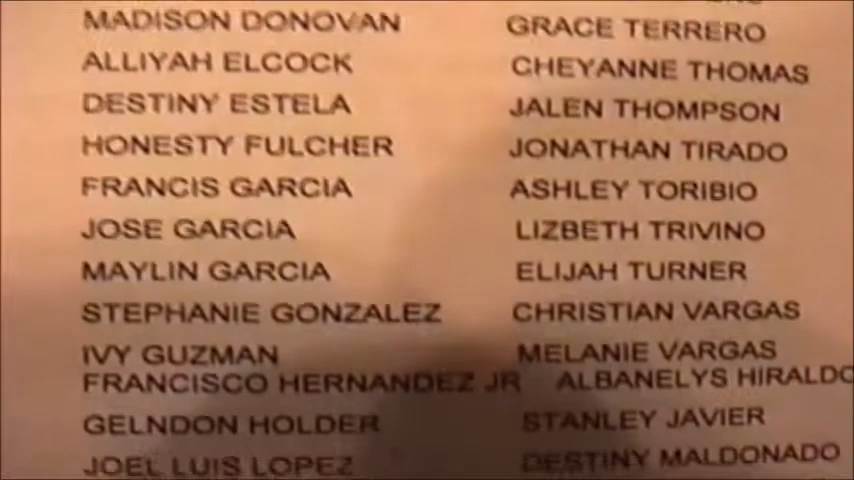 MADISON DONOVAN
ALLIYAH ELCOCK
DESTINY ESTELA
HONESTY FULCHER
FRANCIS GARCIA
JOSE GARCIA
MAYLIN GARCIA
STEPHANIE GONZALEZ
IVY GUZMAN
FRANCISCO HERNANDEZ JR
GELNDON HOLDER
JOEL LUIS LOPEZ
GRACE TERRERO
CHEYANNE THOMAS
JALEN THOMPSON
JONATHAN TIRADO
ASHLEY TORIBIO
LIZBETH TRIVINO
ELIJAH TURNER
CHRISTIAN VARGAS
MELANIE VARGAS
ALBANELYS HIRALDO
STANLEY JAVIER
DESTINY MALDONADO